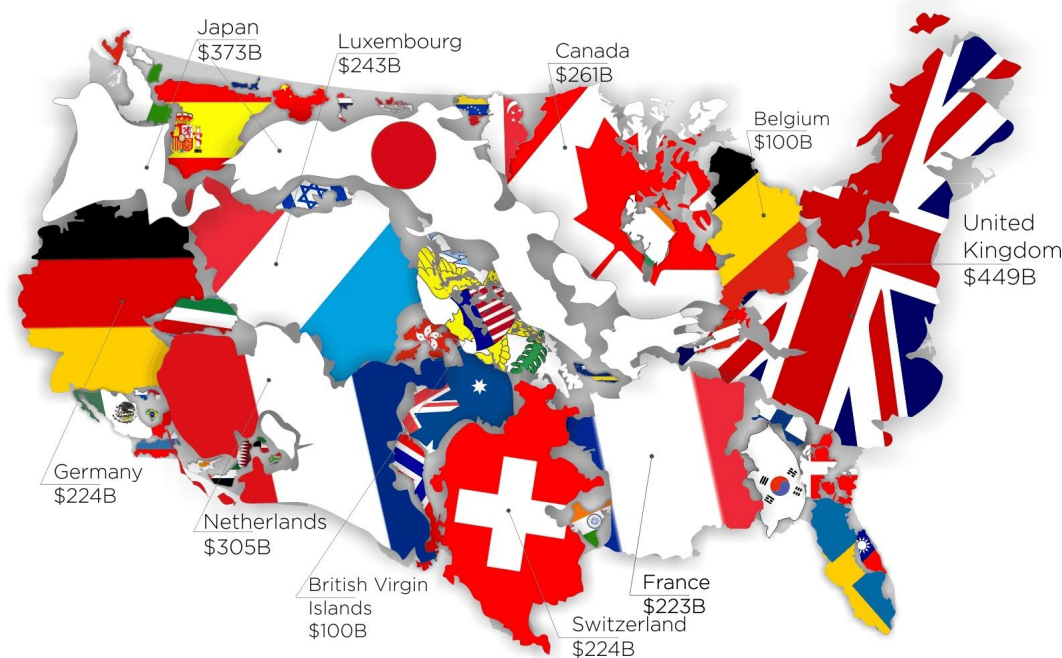 Japan
$373B
Luxembourg
$243B
Canada
$261B
Belgium
$100B
United
Kingdom
$449B
Germany
$224B
Netherlands
$305B
British Virgin
Islands
$100B
France
$223B
Switzerland
$224B